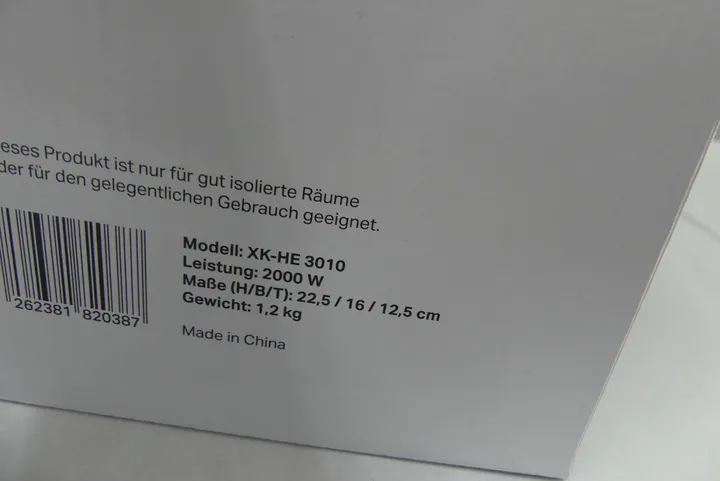 eses Produkt ist nur für gut isolierte Räume
der für den gelegentlichen Gebrauch geeignet.
Modell: XK-HE 3010
Leistung: 2000 W
Maße (H/B/T): 22,5 / 16 / 12,5 cm
Gewicht: 1,2 kg
262381 820387
Made in China